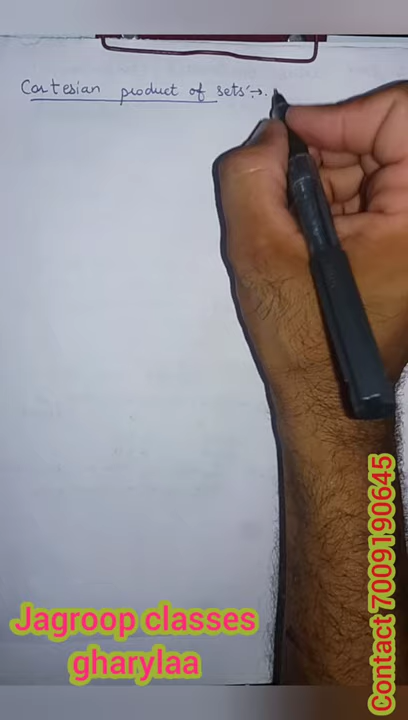 Cartesian product of sets:→.
Jagroop classes
gharylaa
Contact 7009190645